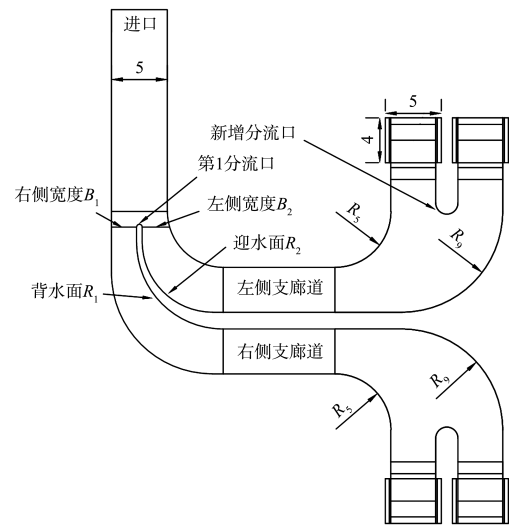 进口
5
5
新增分流口
4
第1分流口
右侧宽度B₁
左侧宽度B₂
R₅
迎水面R₂
R₉
背水面R₁
左侧支廊道
右侧支廊道
R₉
R₅